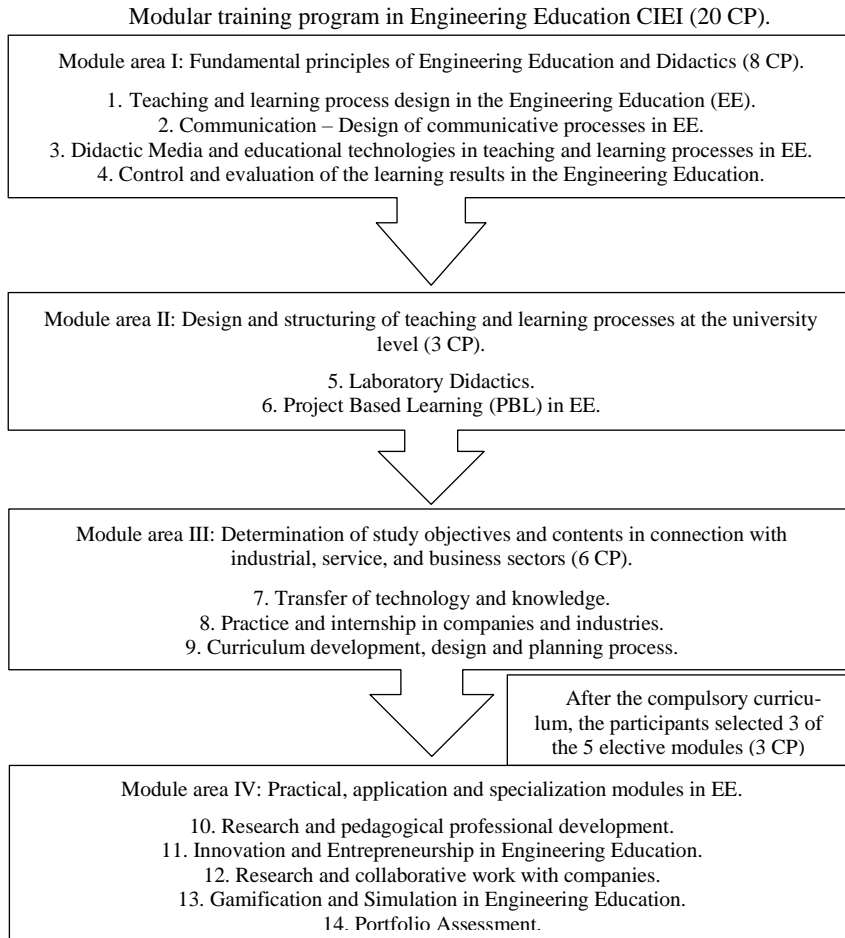 Modular training program in Engineering Education CIEI (20 CP).
Module area I: Fundamental principles of Engineering Education and Didactics (8 CP).
1. Teaching and learning process design in the Engineering Education (EE).
2. Communication – Design of communicative processes in EE.
3. Didactic Media and educational technologies in teaching and learning processes in EE.
4. Control and evaluation of the learning results in the Engineering Education.
Module area II: Design and structuring of teaching and learning processes at the university
level (3 CP).
5. Laboratory Didactics.
6. Project Based Learning (PBL) in EE.
Module area III: Determination of study objectives and contents in connection with
industrial, service, and business sectors (6 CP).
7. Transfer of technology and knowledge.
8. Practice and internship in companies and industries.
9. Curriculum development, design and planning process.
After the compulsory curricu-
lum, the participants selected 3 of
the 5 elective modules (3 CP)
Module area IV: Practical, application and specialization modules in EE.
10. Research and pedagogical professional development.
11. Innovation and Entrepreneurship in Engineering Education.
12. Research and collaborative work with companies.
13. Gamification and Simulation in Engineering Education.
14. Portfolio Assessment.